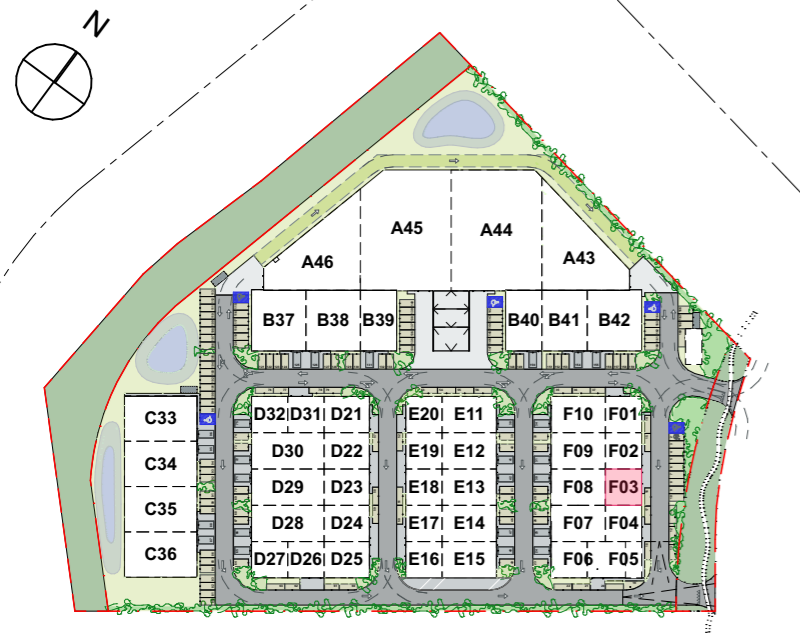 N
A45 A44
A46 A43
B37 B38 B39 B40 B41 B42
C33 D32 D31 D21 E20 E11 F10 F01
C34 D30 D22 E19 E12 F09 F02
D29 D23 E18 E13 F08 F03
C35 D28 D24 E17 E14 F07 F04
C36 D27 D26 D25 E16 E15 F06 F05